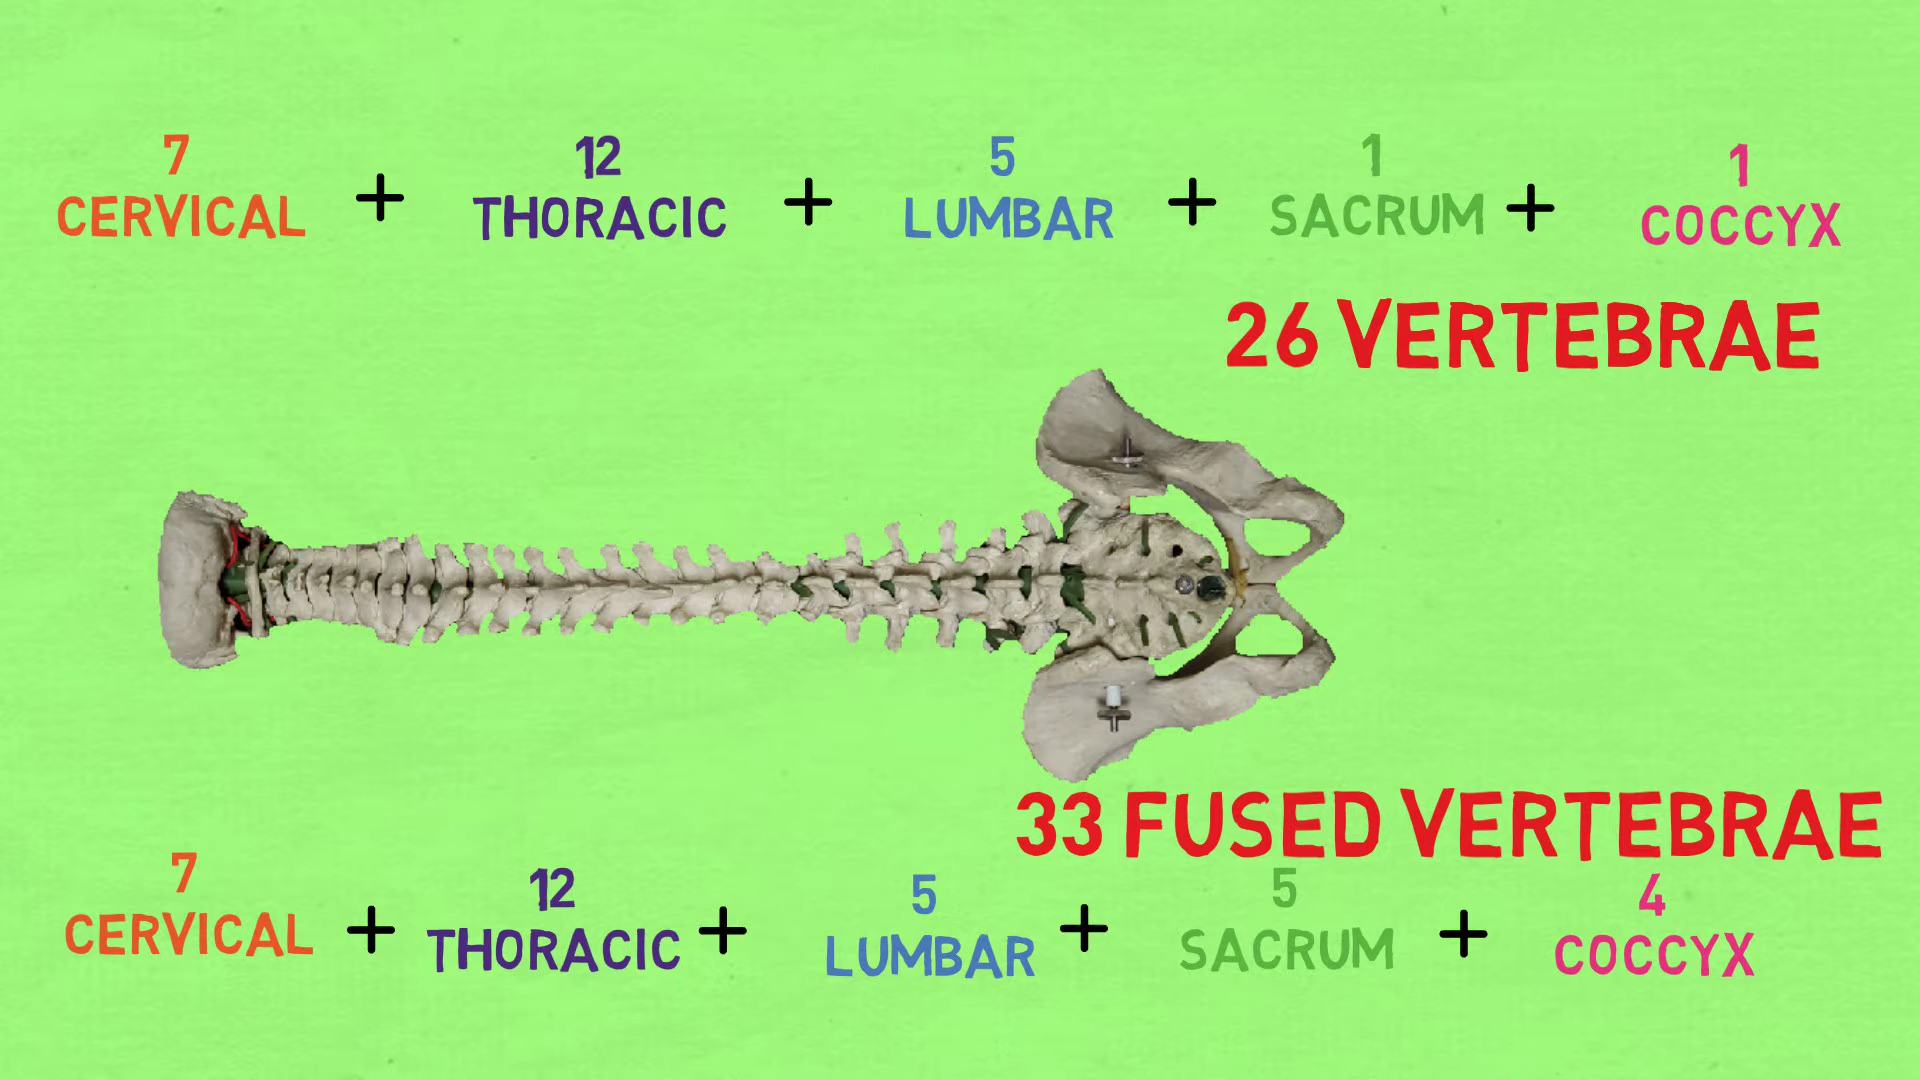 7 + 12 + 5 + 1 + 1
CERVICAL THORACIC LUMBAR SACRUM COCCYX
26 VERTEBRAE
33 FUSED VERTEBRAE
7 + 12 + 5 + 5 + 4
CERVICAL THORACIC LUMBAR SACRUM COCCYX